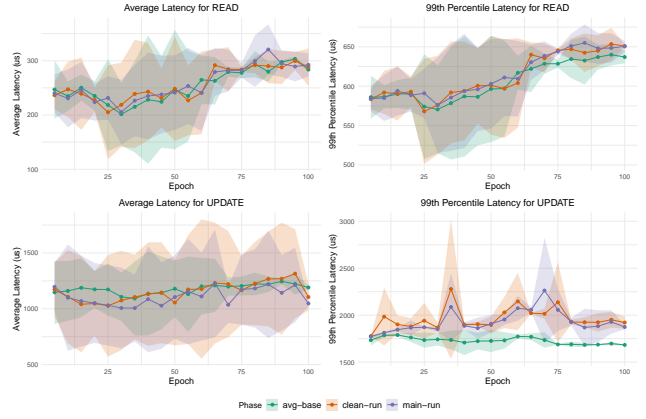 Average Latency for READ
Average Latency (us)
300
200
100
25
50
75
100
Epoch
99th Percentile Latency for READ
99th Percentile Latency (us)
650
600
550
500
25
50
75
100
Epoch
Average Latency for UPDATE
Average Latency (us)
1500
1000
500
25
50
75
100
Epoch
99th Percentile Latency for UPDATE
99th Percentile Latency (us)
3000
2500
2000
1500
25
50
75
100
Epoch
Phase avg-base clean-run main-run